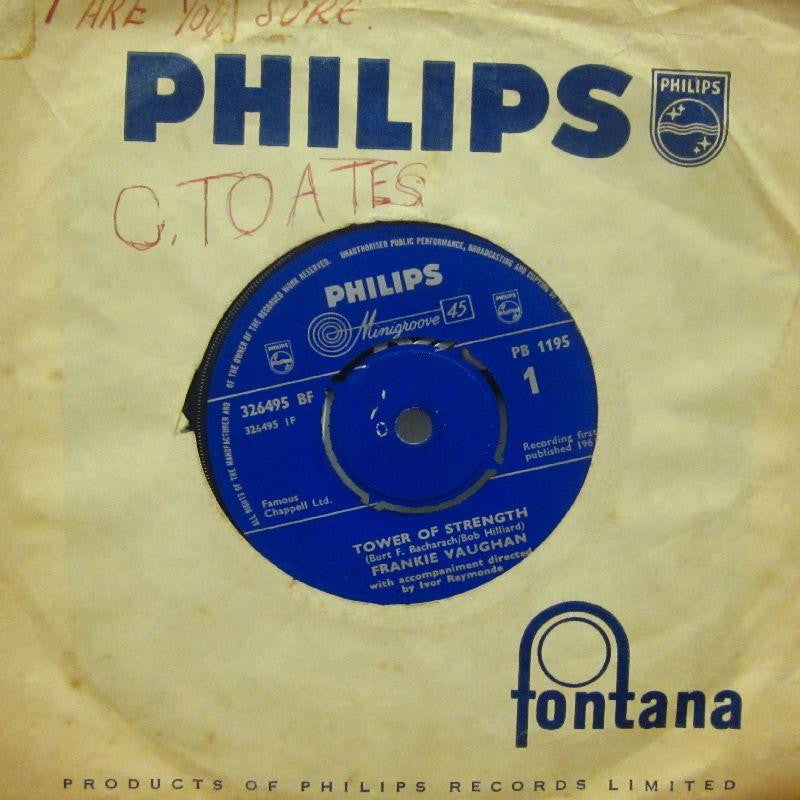 ARE YOU SURE.
PHILIPS
PHILIPS
C. TOATES
ALL RIGHTS OF THE MANUFACTURER AND OF THE OWNER OF THE RECORDED WORK RESERVED. UNAUTHORISED PUBLIC PERFORMANCE, BROADCASTING AND COPYING OF
PHILIPS
Minigroove 45
PHILIPS
PHILIPS
PB 1195
1
326495 BF
326495 1F
Recording first
published 196
Famous
Chappell Ltd.
TOWER OF STRENGTH
(Burt F. Bacharach/Bob Hilliard)
FRANKIE VAUGHAN
with accompaniment directed
by Ivor Raymonde
fontana
PRODUCTS OF PHILIPS RECORDS LIMITED